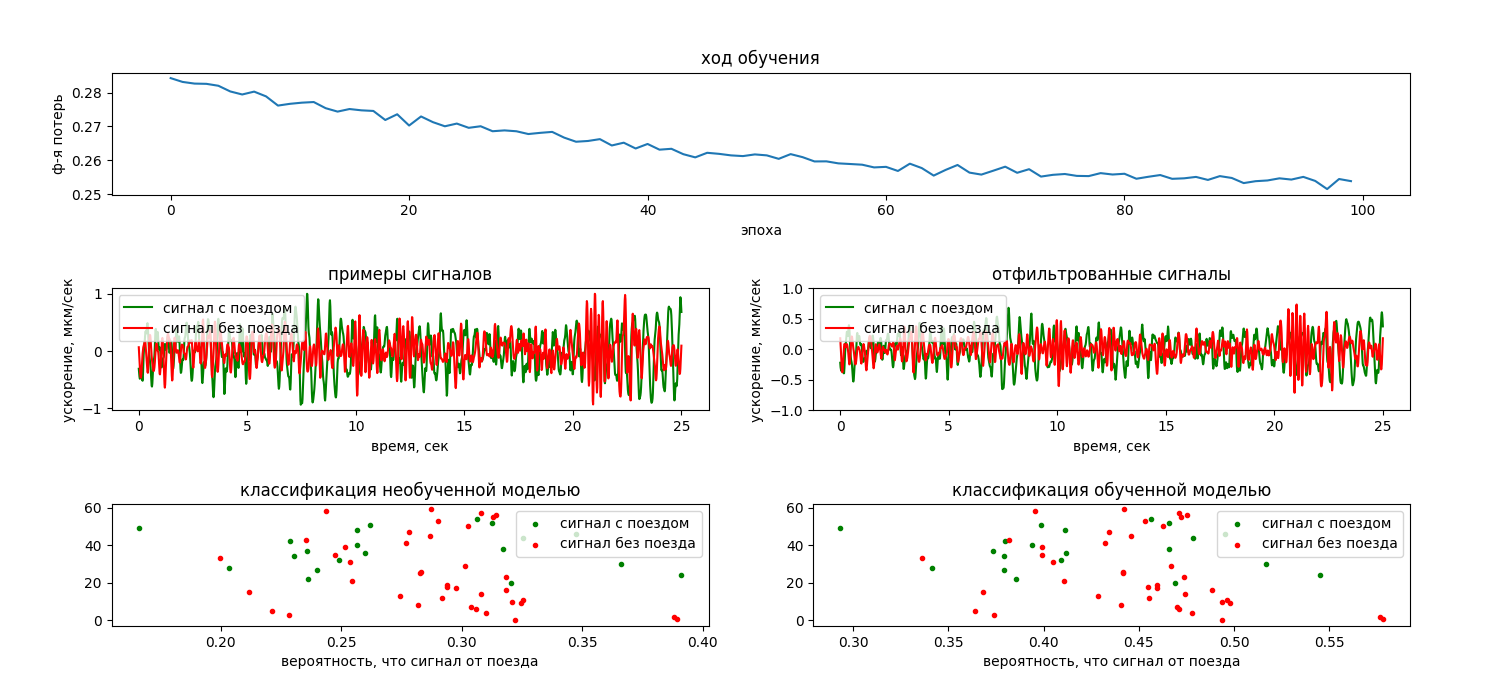 ход обучения
ф-я потерь
0.28
0.27
0.26
0.25
0 20 40 60 80 100
эпоха
примеры сигналов
ускорение, мкм/сек
1
0
−1
сигнал с поездом
сигнал без поезда
0 5 10 15 20 25
время, сек
отфильтрованные сигналы
ускорение, мкм/сек
1.0
0.5
0.0
−0.5
−1.0
сигнал с поездом
сигнал без поезда
0 5 10 15 20 25
время, сек
классификация необученной моделью
60
40
20
0
сигнал с поездом
сигнал без поезда
0.20 0.25 0.30 0.35 0.40
вероятность, что сигнал от поезда
классификация обученной моделью
60
40
20
0
сигнал с поездом
сигнал без поезда
0.30 0.35 0.40 0.45 0.50 0.55
вероятность, что сигнал от поезда